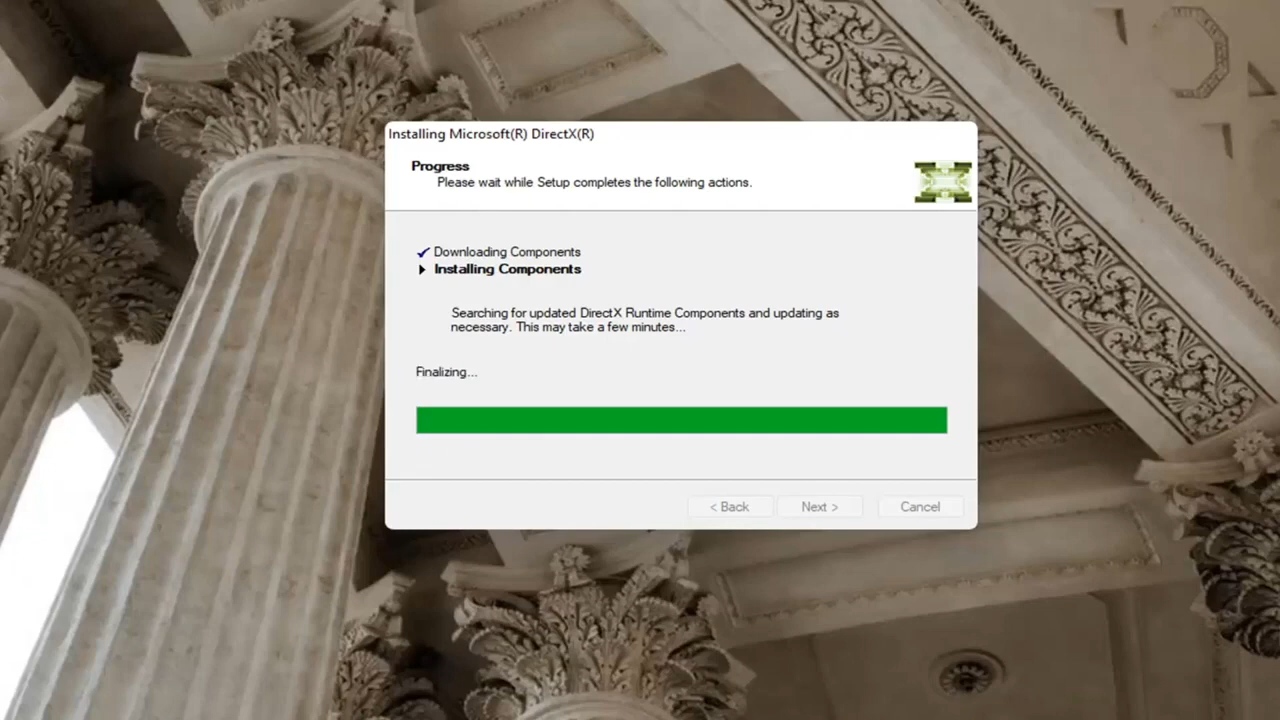 Installing Microsoft(R) DirectX(R)
Progress
Please wait while Setup completes the following actions.
Downloading Components
Installing Components
Searching for updated DirectX Runtime Components and updating as
necessary. This may take a few minutes...
Finalizing...
< Back
Next >
Cancel